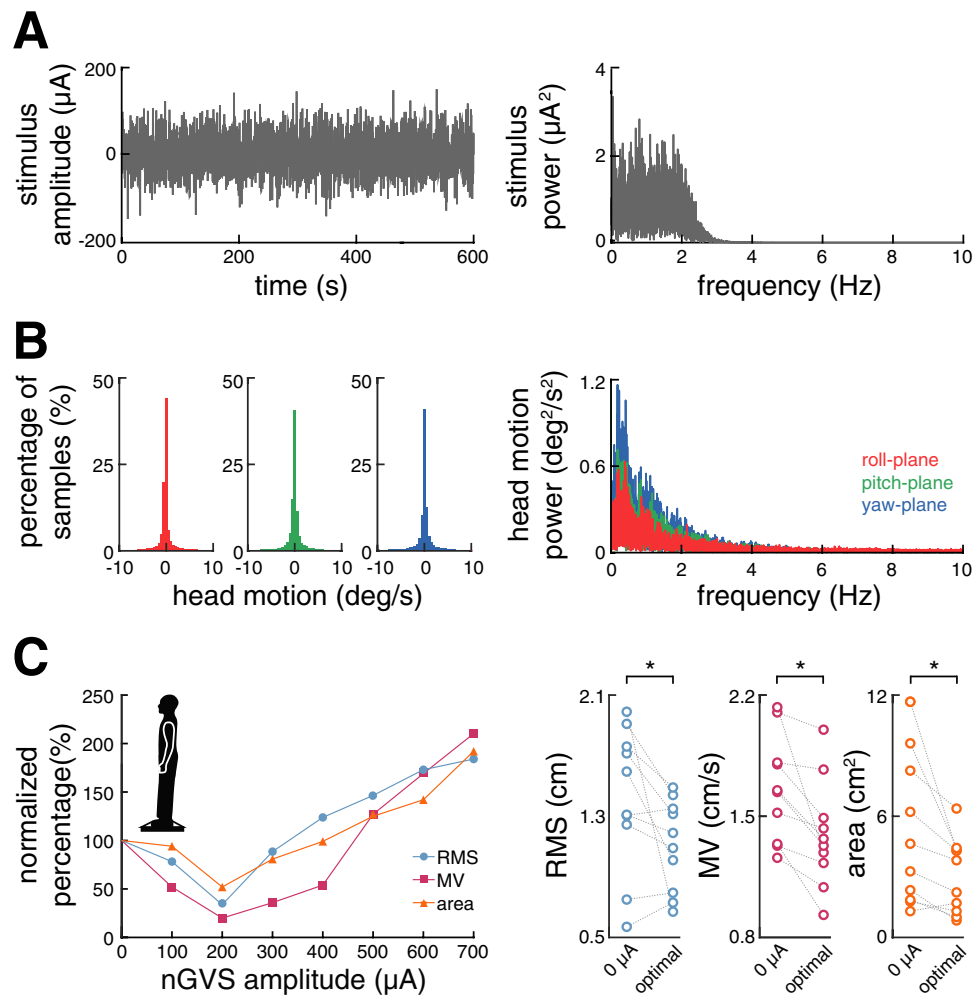 A
stimulus
amplitude (µA)
200
0
-200
0
200
400
600
time (s)
stimulus
power (µA²)
4
2
0
0
2
4
6
8
10
frequency (Hz)
B
percentage of
samples (%)
50
25
-10
0
10
50
25
-10
0
10
50
25
-10
0
10
head motion (deg/s)
head motion
power (deg²/s²)
1.2
0.6
0
0
2
4
6
8
10
roll-plane
pitch-plane
yaw-plane
frequency (Hz)
C
normalized
percentage(%)
250
200
150
100
50
0
0
100
200
300
400
500
600
700
RMS
MV
area
nGVS amplitude (µA)
*
RMS (cm)
2.1
1.3
0.5
0 µA
optimal
*
MV (cm/s)
2.2
1.5
0.8
0 µA
optimal
*
area (cm²)
12
6
0
0 µA
optimal